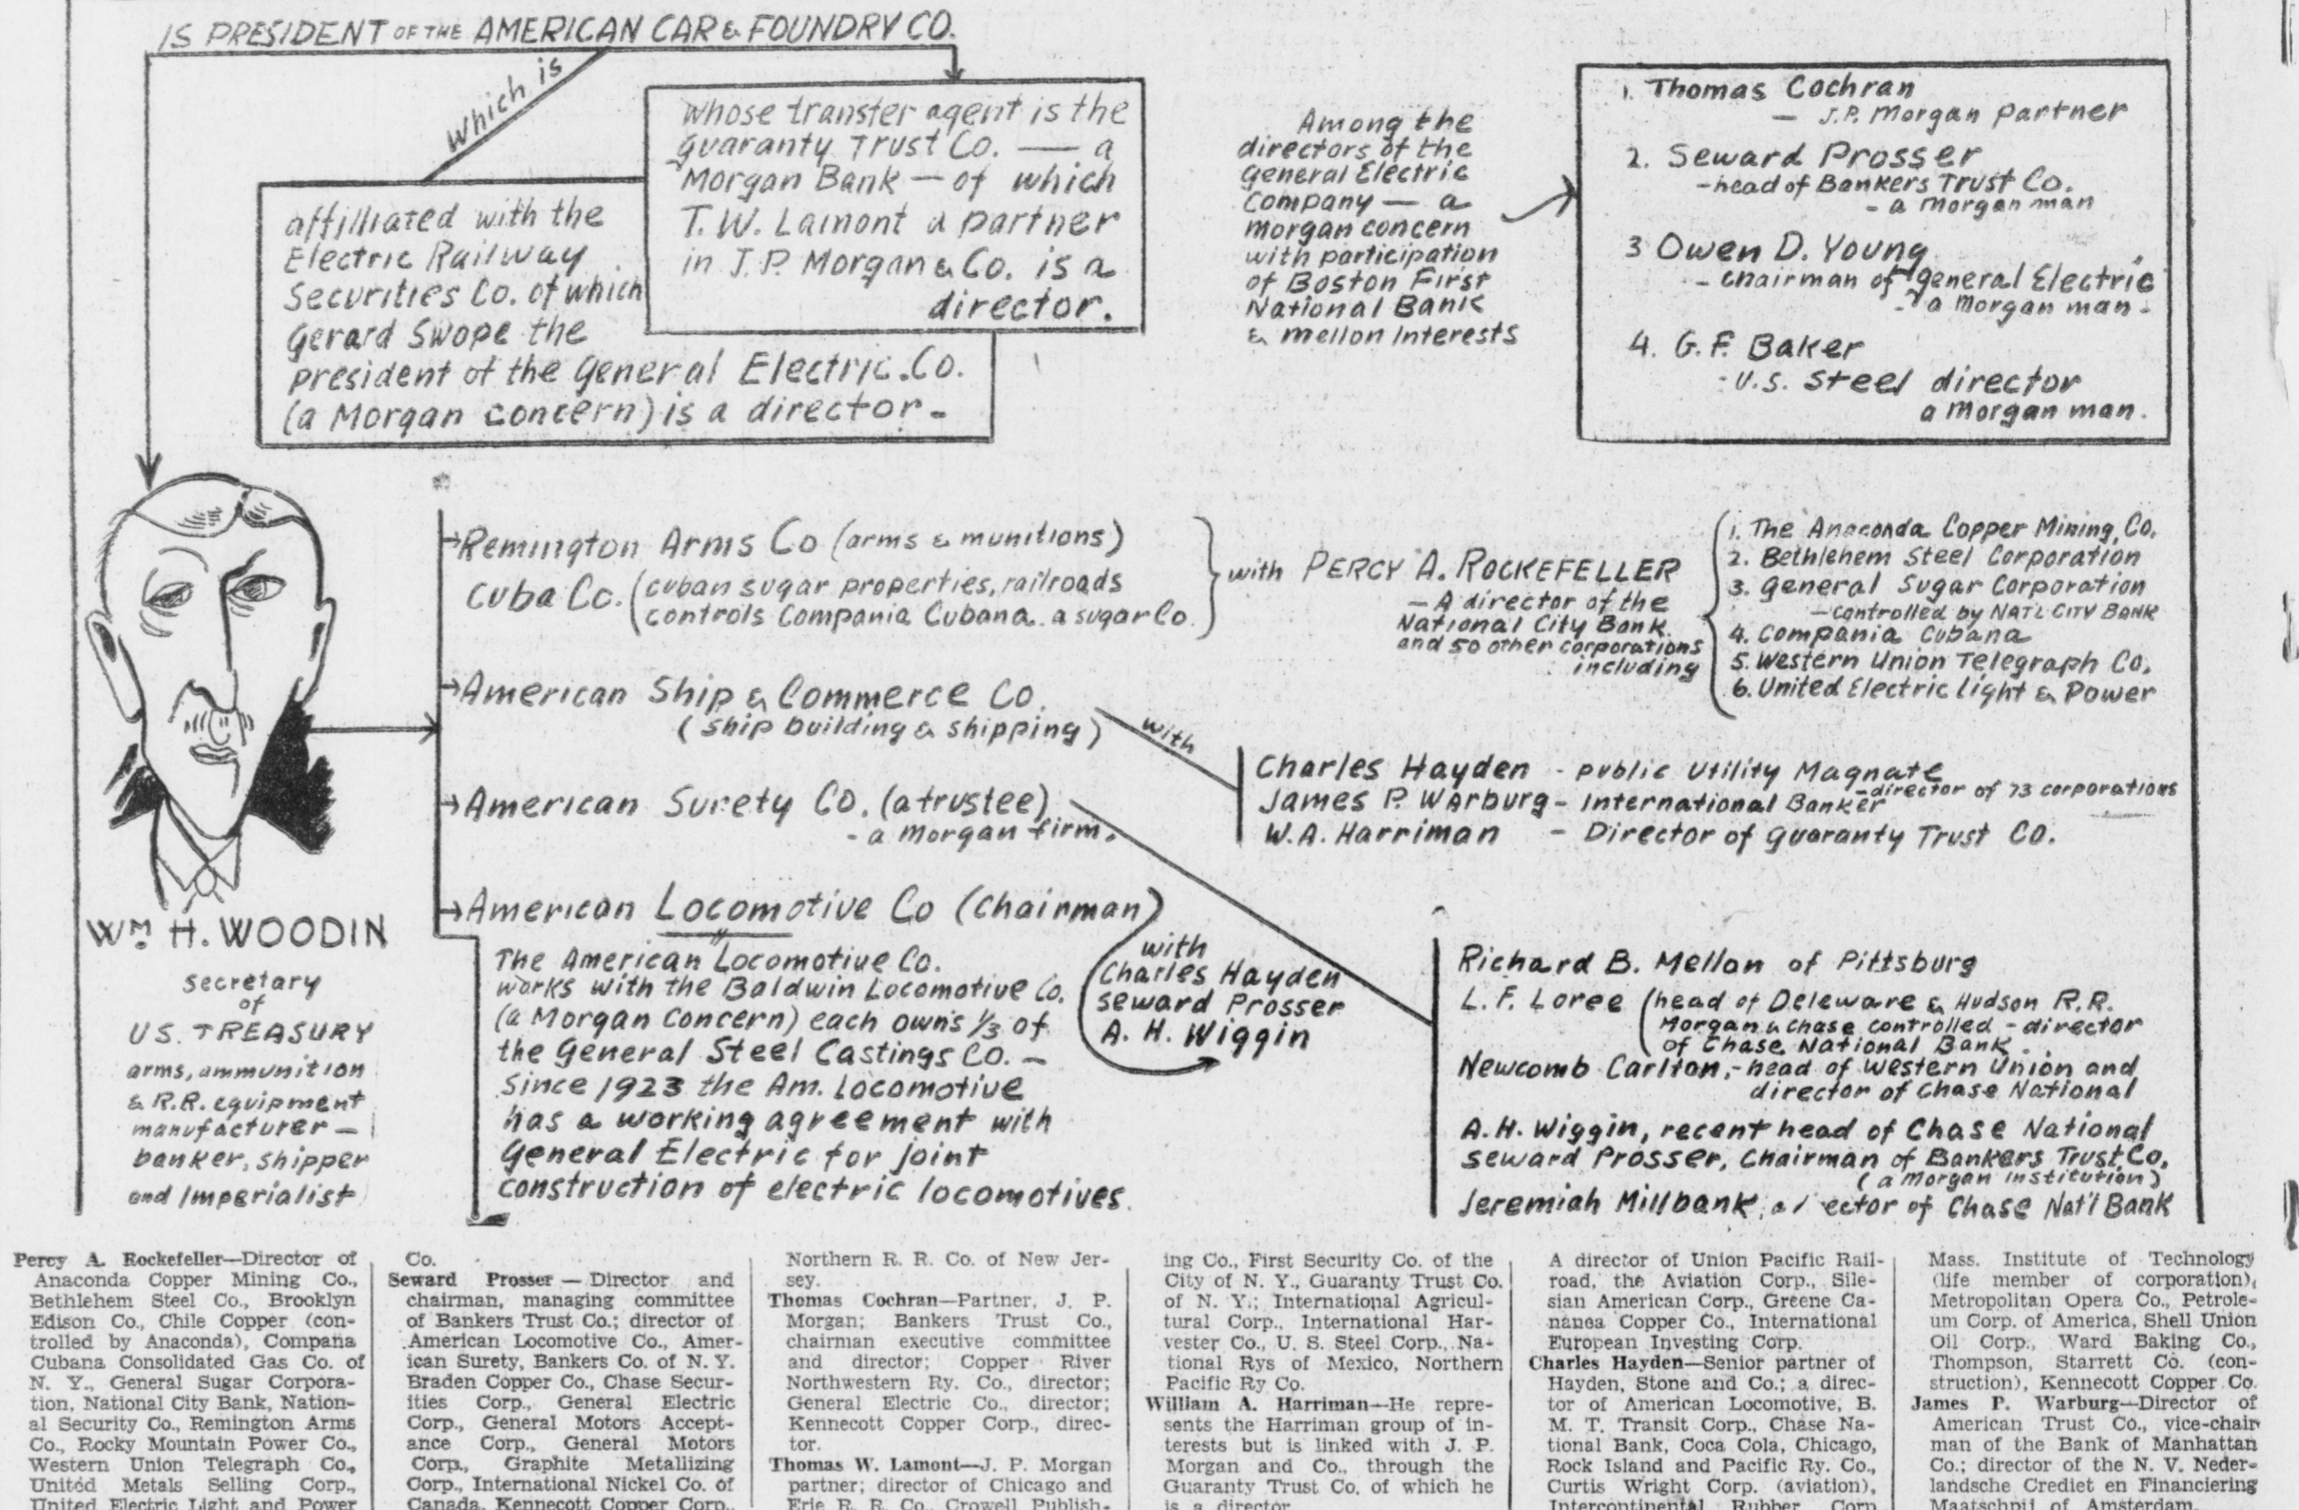 IS PRESIDENT OF THE AMERICAN CAR & FOUNDRY CO.
which is
whose transfer agent is the
guaranty Trust Co. — a
Morgan Bank — of which
T. W. Lamont a partner
in J. P. Morgan & Co. is a
director.
affilliated with the
Electric Railway
Securities Co. of which
Gerard Swope the
president of the General Electric. Co.
(a Morgan concern) is a director -
Among the
directors of the
General Electric
Company — a
morgan concern
with participation
of Boston First
National Bank
& mellon Interests
1. Thomas Cochran
— J.P. Morgan partner
2. Seward Prosser
-head of Bankers Trust Co.
- a morgan man
3 Owen D. Young
- Chairman of General Electric
- a morgan man -
4. G. F. Baker
- U.S. Steel director
a morgan man.
Remington Arms Co (arms & munitions)
Cuba Co. (cuban sugar properties, railroads
controls Compania Cubana. a sugar Co.
with PERCY A. ROCKEFELLER
— A director of the
National City Bank
and 50 other corporations
including
1. The Anaconda Copper Mining Co.
2. Bethlehem Steel Corporation
3. General Sugar Corporation
— controlled by NAT'L CITY BANK
4. Compania Cubana
5. Western Union Telegraph Co.
6. United Electric light & Power
American Ship & Commerce Co.
(ship building & shipping)
with
Charles Hayden - public Utility Magnate
- director of 73 corporations
James P. Warburg - International Banker
W.A. Harriman - Director of Guaranty Trust Co.
American Surety Co. (a trustee)
- a morgan firm.
American Locomotive Co (Chairman)
with
Charles Hayden
Seward Prosser
A. H. Wiggin
The American Locomotive Co.
works with the Baldwin Locomotive Co.
(a Morgan Concern) each owns 1/3 of
the General Steel Castings Co. —
Since 1923 the Am. Locomotive
has a working agreement with
General Electric for joint
construction of electric locomotives.
Richard B. Mellon of Pittsburg
L. F. Loree (head of Deleware & Hudson R.R.
Morgan & Chase controlled - director
of Chase National Bank
Newcomb Carlton, - head of Western Union and
director of Chase National
A.H. Wiggin, recent head of Chase National
Seward Prosser, Chairman of Bankers Trust Co.
(a Morgan institution)
Jeremiah Millbank, of Chase Nat'l Bank
WM. H. WOODIN
secretary
of
U.S. TREASURY
arms, ammunition
& R.R. equipment
manufacturer —
banker, shipper
and Imperialist
Percy A. Rockefeller—Director of
Anaconda Copper Mining Co.,
Bethlehem Steel Co., Brooklyn
Edison Co., Chile Copper (con-
trolled by Anaconda), Compana
Cubana Consolidated Gas Co. of
N. Y., General Sugar Corpora-
tion, National City Bank, Nation-
al Security Co., Remington Arms
Co., Rocky Mountain Power Co.,
Western Union Telegraph Co.,
United Metals Selling Corp.,
United Electric Light and Power
Co.
Seward Prosser — Director and
chairman, managing committee
of Bankers Trust Co.; director of
American Locomotive Co., Amer-
ican Surety, Bankers Co. of N. Y.
Braden Copper Co., Chase Secur-
ities Corp., General Electric
Corp., General Motors Accept-
ance Corp., General Motors
Corp., Graphite Metallizing
Corp., International Nickel Co. of
Canada, Kennecott Copper Corp.,
Northern R. R. Co. of New Jer-
sey.
Thomas Cochran—Partner, J. P.
Morgan; Bankers Trust Co.,
chairman executive committee
and director; Copper River
Northwestern Ry. Co., director;
General Electric Co., director;
Kennecott Copper Corp., direc-
tor.
Thomas W. Lamont—J. P. Morgan
partner; director of Chicago and
Erie R. R. Co., Crowell Publish-
ing Co., First Security Co. of the
City of N. Y., Guaranty Trust Co.
of N. Y.; International Agricul-
tural Corp., International Har-
vester Co., U. S. Steel Corp., Na-
tional Rys of Mexico, Northern
Pacific Ry Co.
William A. Harriman—He repre-
sents the Harriman group of in-
terests but is linked with J. P.
Morgan and Co., through the
Guaranty Trust Co. of which he
is a director.
A director of Union Pacific Rail-
road, the Aviation Corp., Sile-
sian American Corp., Greene Ca-
nanea Copper Co., International
European Investing Corp.
Charles Hayden—Senior partner of
Hayden, Stone and Co.; a direc-
tor of American Locomotive, B.
M. T. Transit Corp., Chase Na-
tional Bank, Coca Cola, Chicago,
Rock Island and Pacific Ry. Co.,
Curtis Wright Corp. (aviation),
Intercontinental Rubber Corp.
Mass. Institute of Technology
(life member of corporation),
Metropolitan Opera Co., Petrole-
um Corp. of America, Shell Union
Oil Corp., Ward Baking Co.,
Thompson, Starrett Co. (con-
struction), Kennecott Copper Co.
James P. Warburg—Director of
American Trust Co., vice-chair
man of the Bank of Manhattan
Co.; director of the N. V. Neder-
landsche Crediet en Financiering
Maatschpij of Amsterdam.